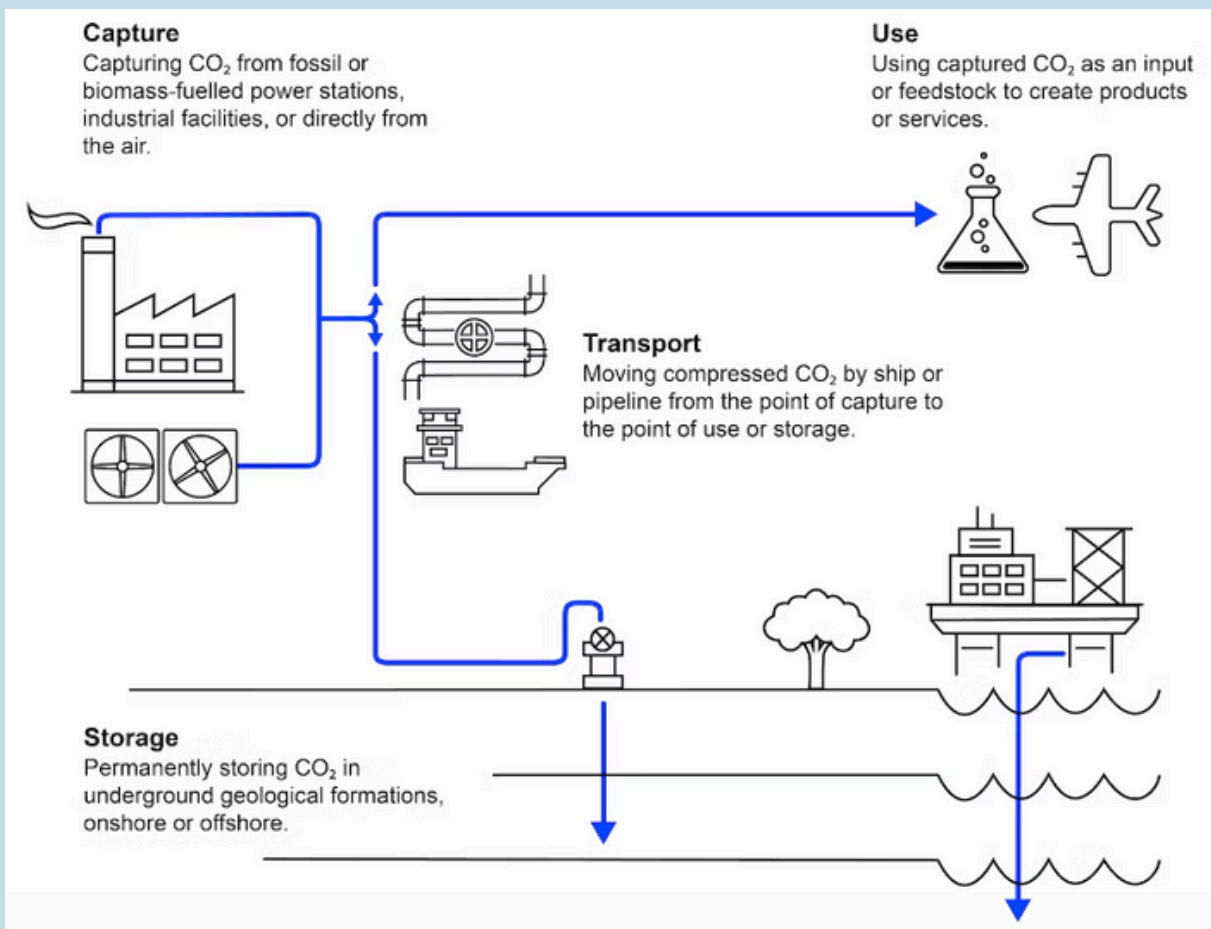 Capture
Capturing CO₂ from fossil or
biomass-fuelled power stations,
industrial facilities, or directly from
the air.
Use
Using captured CO₂ as an input
or feedstock to create products
or services.
Transport
Moving compressed CO₂ by ship or
pipeline from the point of capture to
the point of use or storage.
Storage
Permanently storing CO₂ in
underground geological formations,
onshore or offshore.